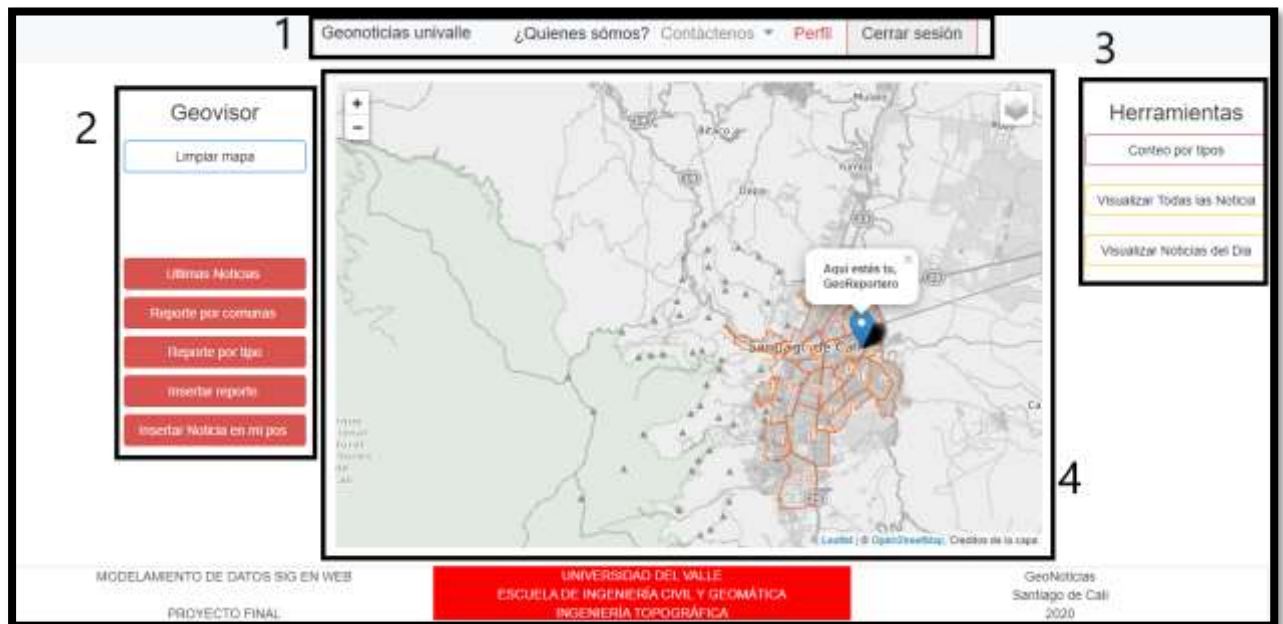 1
Geonoticias univalle ¿Quienes sómos? Contáctenos Perfil Cerrar sesión
3
2
Geovisor
Limpiar mapa
Ultimas Noticias
Reporte por comunas
Reporte por tipo
Insertar reporte
Insertar Noticia en mi pos
+
−
Aquí estás tu,
GeoReportero
×
Santiago de Cali
Leaflet | © OpenStreetMap, Creditos de la capa
Herramientas
Conteo por tipos
Visualizar Todas las Noticia
Visualizar Noticias del Dia
4
MODELAMIENTO DE DATOS SIG EN WEB
PROYECTO FINAL
UNIVERSIDAD DEL VALLE
ESCUELA DE INGENIERÍA CIVIL Y GEOMÁTICA
INGENIERÍA TOPOGRÁFICA
GeoNoticias
Santiago de Cali
2020